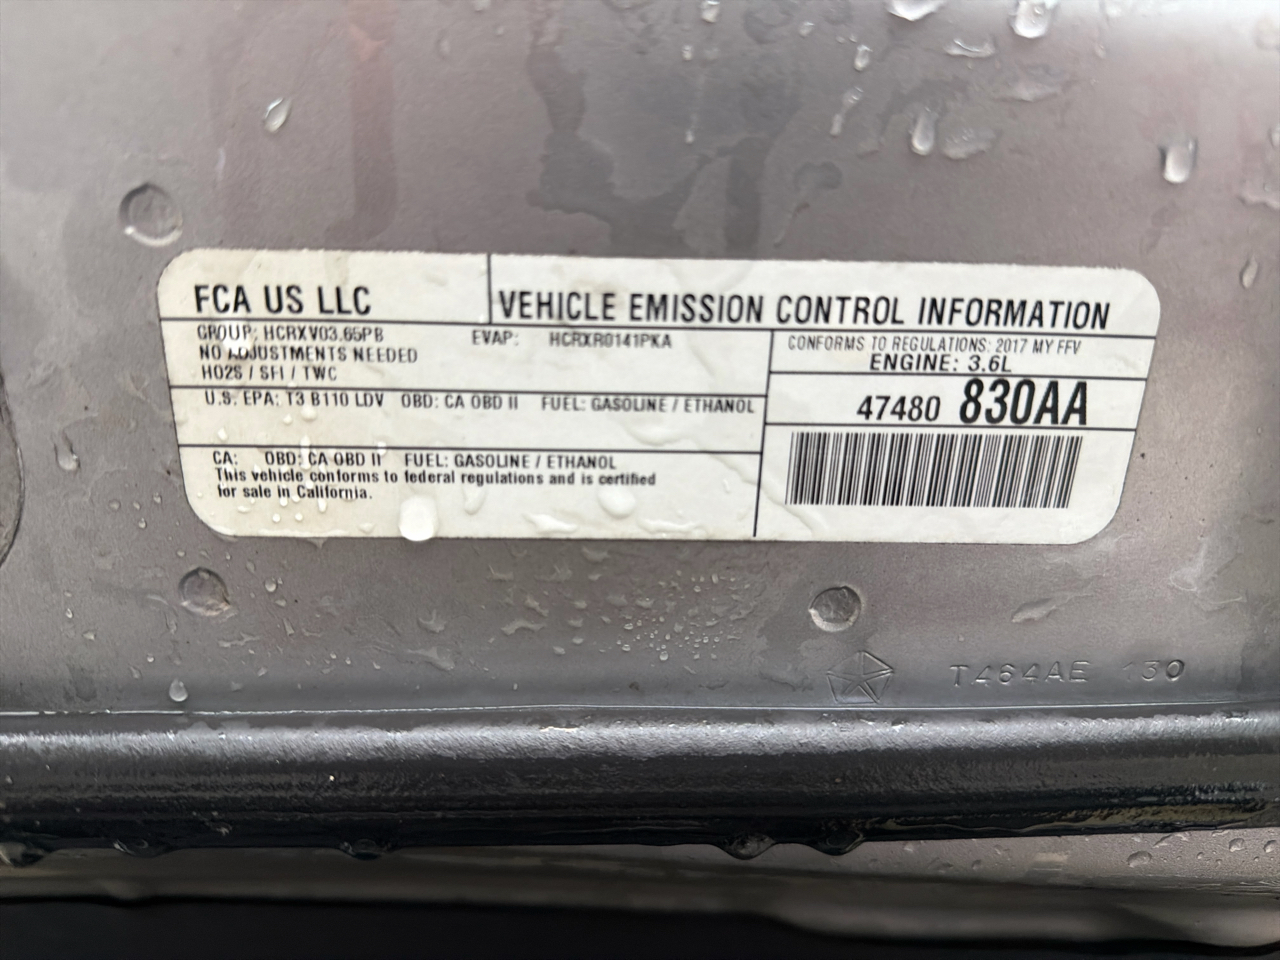 FCA US LLC
VEHICLE EMISSION CONTROL INFORMATION
GROUP: HCRXV03.65PB EVAP: HCRXR0141PKA
NO ADJUSTMENTS NEEDED
HO2S / SFI / TWC
CONFORMS TO REGULATIONS: 2017 MY FFV
ENGINE: 3.6L
U.S. EPA: T3 B110 LDV OBD: CA OBD II FUEL: GASOLINE / ETHANOL
47480 830AA
CA: OBD: CA OBD II FUEL: GASOLINE / ETHANOL
This vehicle conforms to federal regulations and is certified
for sale in California.
T464AE 130